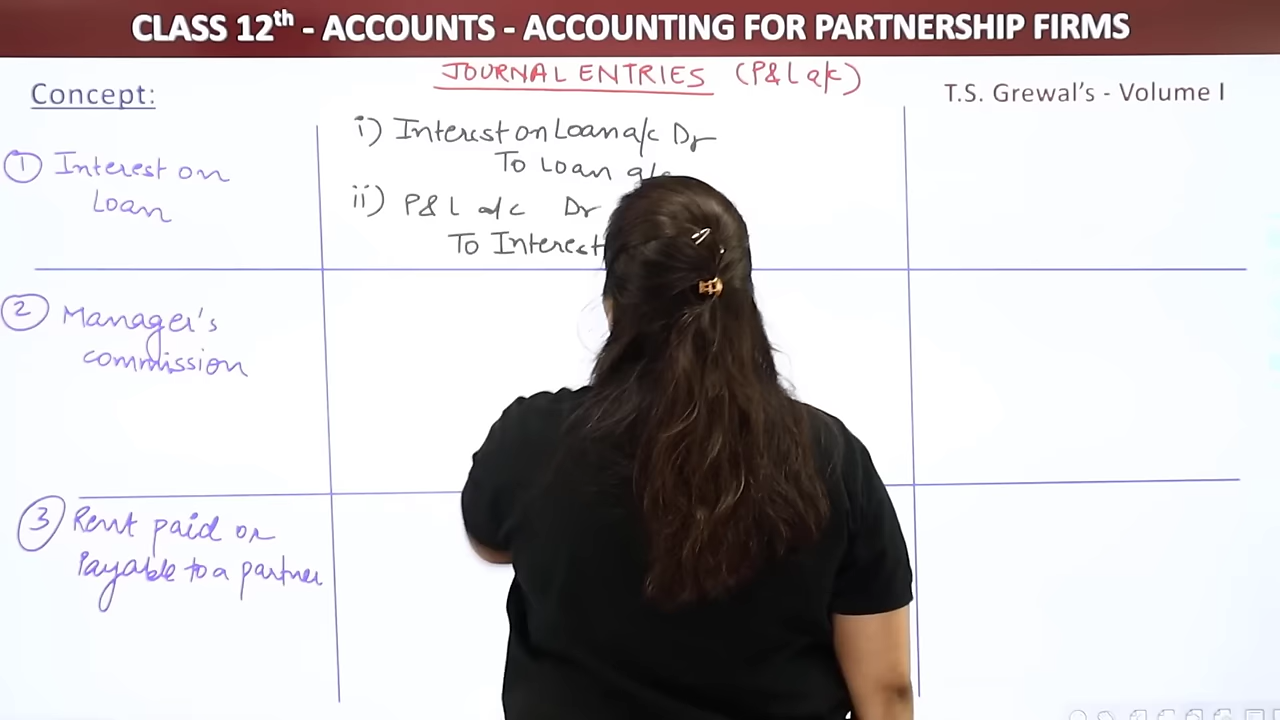 CLASS 12th - ACCOUNTS - ACCOUNTING FOR PARTNERSHIP FIRMS
JOURNAL ENTRIES (P&L a/c)
Concept:
T.S. Grewal's - Volume I
1 Interest on
Loan
i) Interest on Loan a/c Dr
To Loan a/c
ii) P&L a/c Dr
To Interest
2 Manager's
commission
3 Rent paid or
Payable to a partner